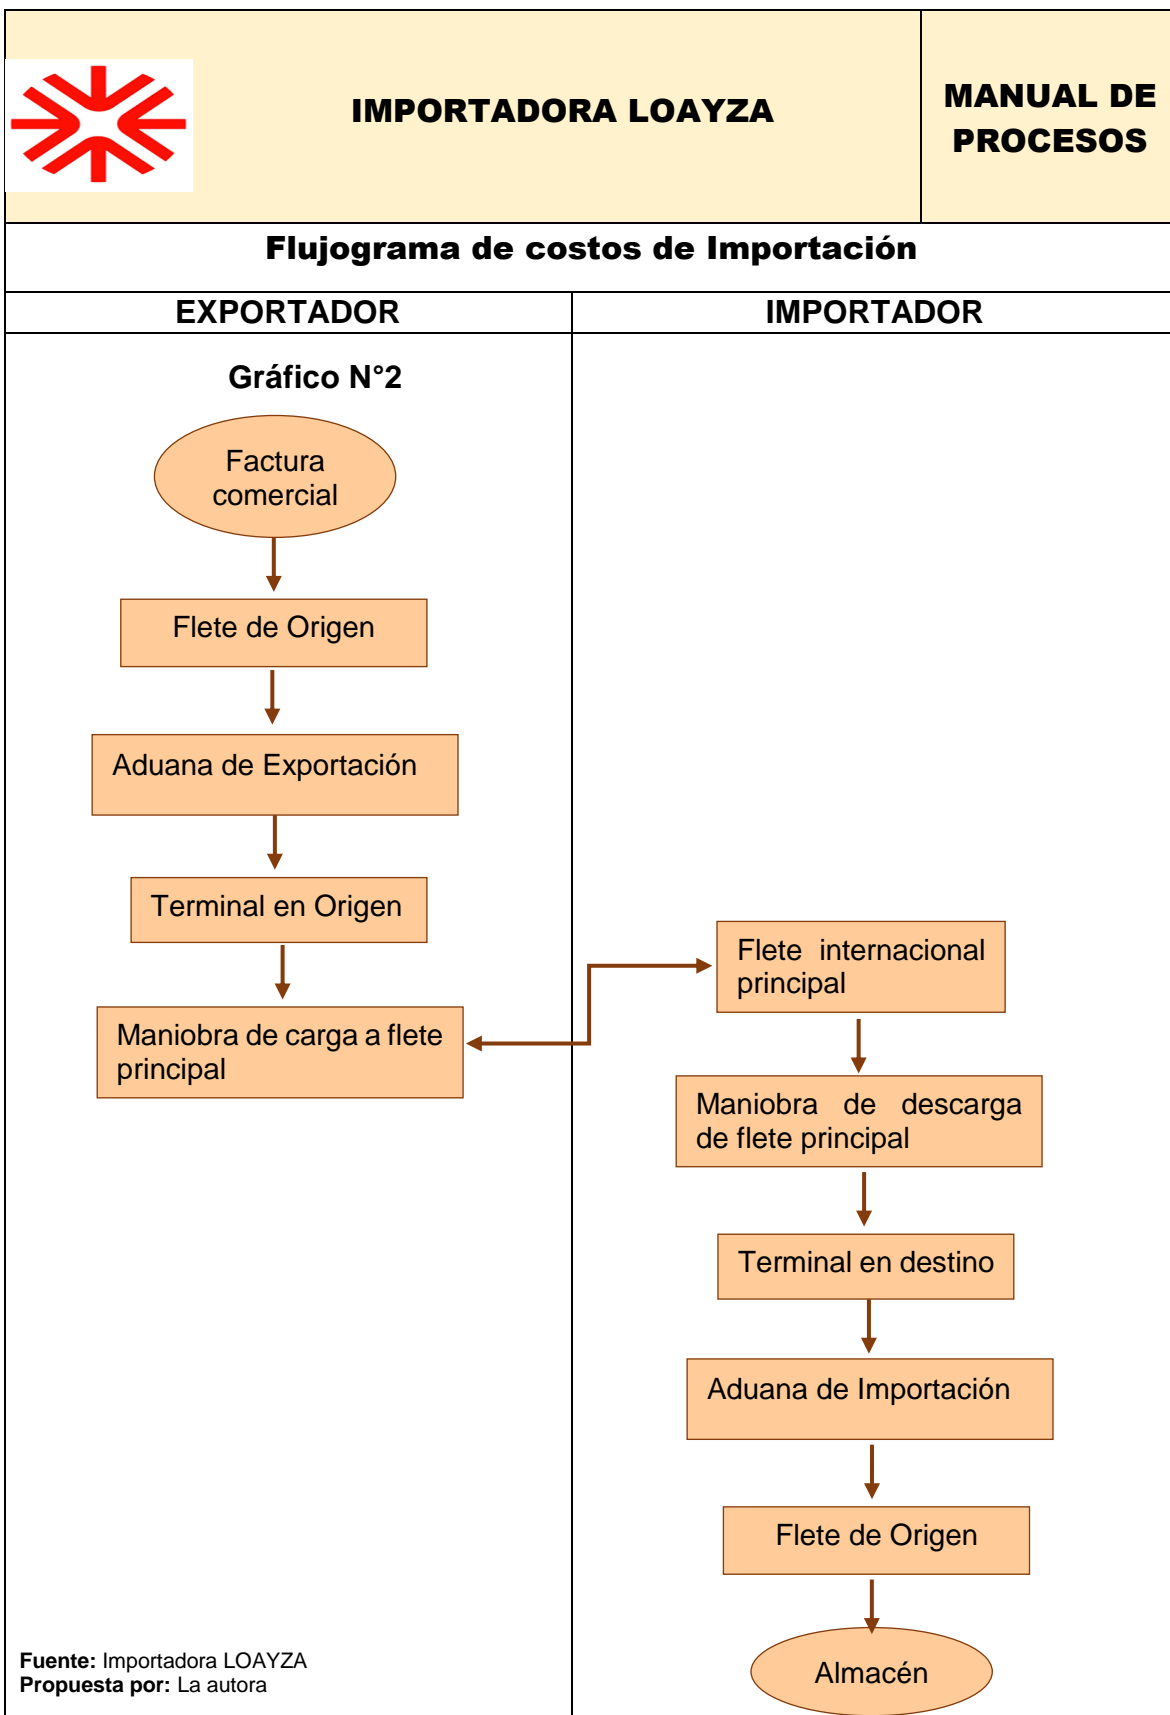 IMPORTADORA LOAYZA
MANUAL DE
PROCESOS
Flujograma de costos de Importación
EXPORTADOR
IMPORTADOR
Gráfico N°2
Factura
comercial
Flete de Origen
Aduana de Exportación
Terminal en Origen
Maniobra de carga a flete
principal
Flete internacional
principal
Maniobra de descarga
de flete principal
Terminal en destino
Aduana de Importación
Flete de Origen
Almacén
Fuente: Importadora LOAYZA
Propuesta por: La autora